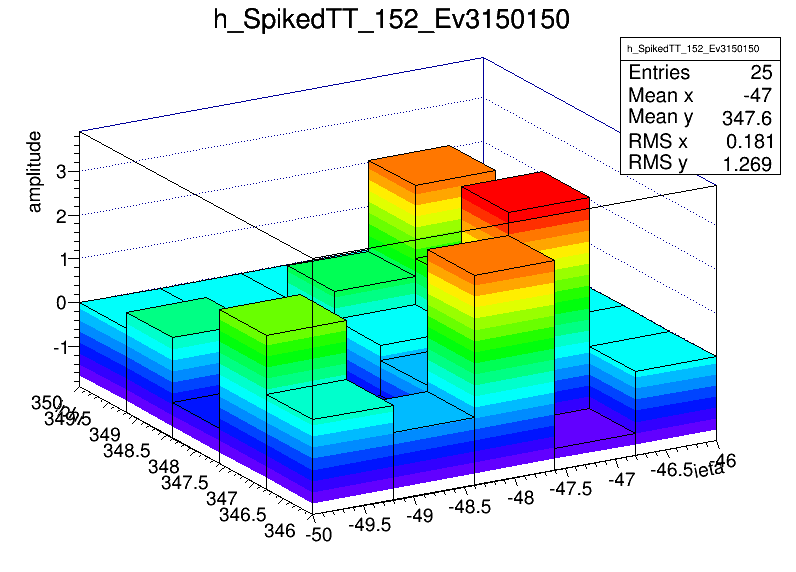 h_SpikedTT_152_Ev3150150
h_SpikedTT_152_Ev3150150
Entries 25
Mean x -47
Mean y 347.6
RMS x 0.181
RMS y 1.269
amplitude
3
2
1
0
-1
350
349.5
349
348.5
348
347.5
347
346.5
346
-50
-49.5
-49
-48.5
-48
-47.5
-47
-46.5
-46
ieta